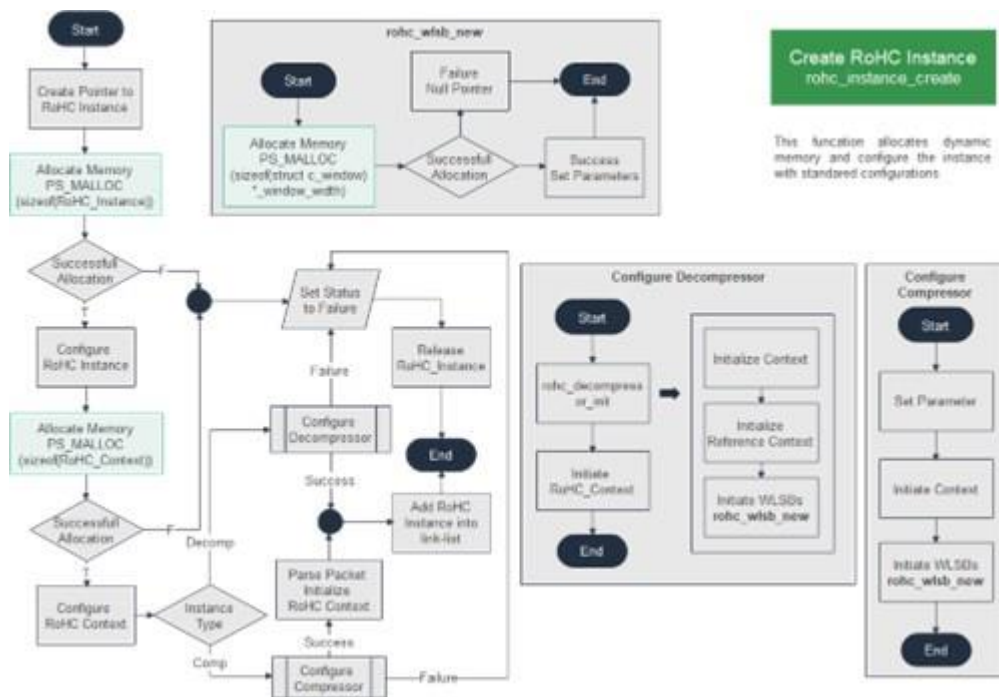 Start
Create Pointer to
RoHC Instance
Allocate Memory
PS_MALLOC
(sizeof(RoHC_Instance))
Successfull
Allocation
F
T
Configure
RoHC Instance
Allocate Memory
PS_MALLOC
(sizeof(RoHC_Context))
Successfull
Allocation
F
T
Configure
RoHC Context
Instance
Type
Decomp
Comp
rohc_wlsb_new
Start
Allocate Memory
PS_MALLOC
(sizeof(struct c_window)
*_window_width)
Successfull
Allocation
Failure
Null Pointer
End
Success
Set Parameters
Set Status
to Failure
Failure
Configure
Decompressor
Success
Parse Packet
Initialize
RoHC Context
Success
Configure
Compressor
Failure
Release
RoHC_Instance
End
Add RoHC
Instance into
link-list
Configure Decompressor
Start
rohc_decompress
or_init
Initiate
RoHC_Context
End
Initialize Context
Initialize
Reference Context
Initiate WLSBs
rohc_wlsb_new
Configure
Compressor
Start
Set Parameter
Initiate Context
Initiate WLSBs
rohc_wlsb_new
End
Create RoHC Instance
rohc_instance_create
This funcation allocates dynamic
memory and configure the instance
with standared configurations